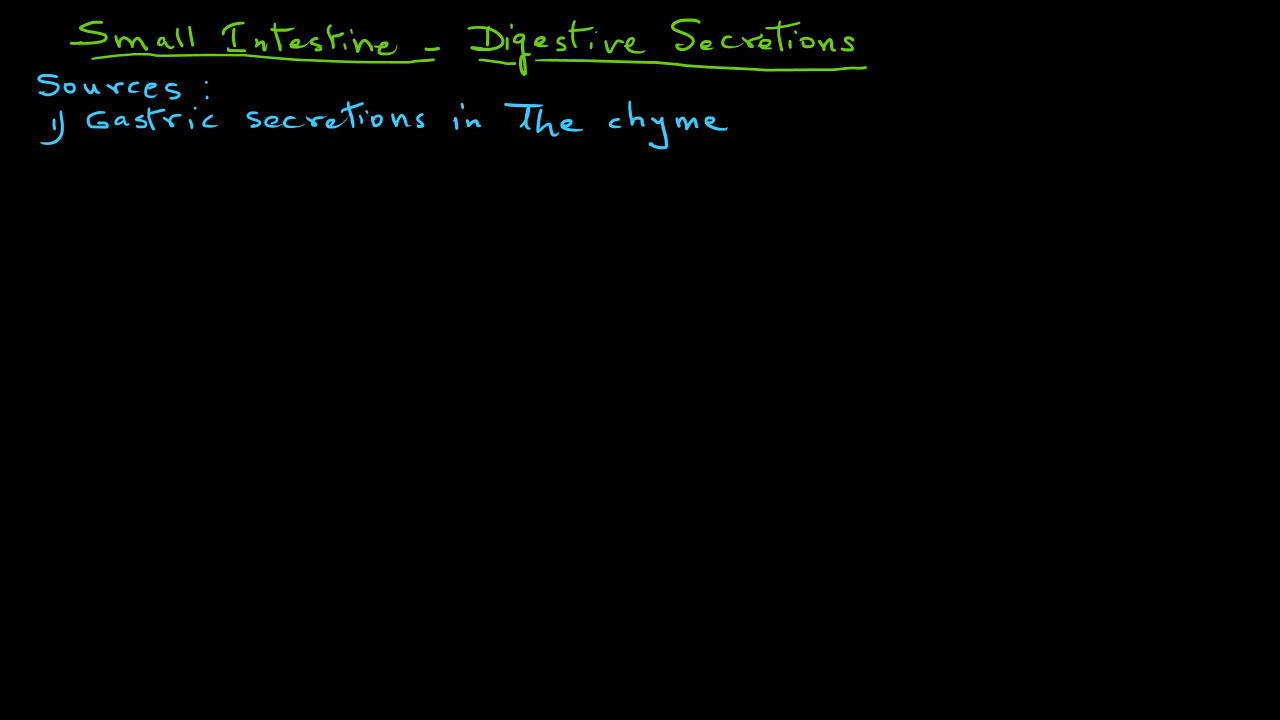 Small Intestine - Digestive Secretions
Sources :
1) Gastric secretions in The chyme